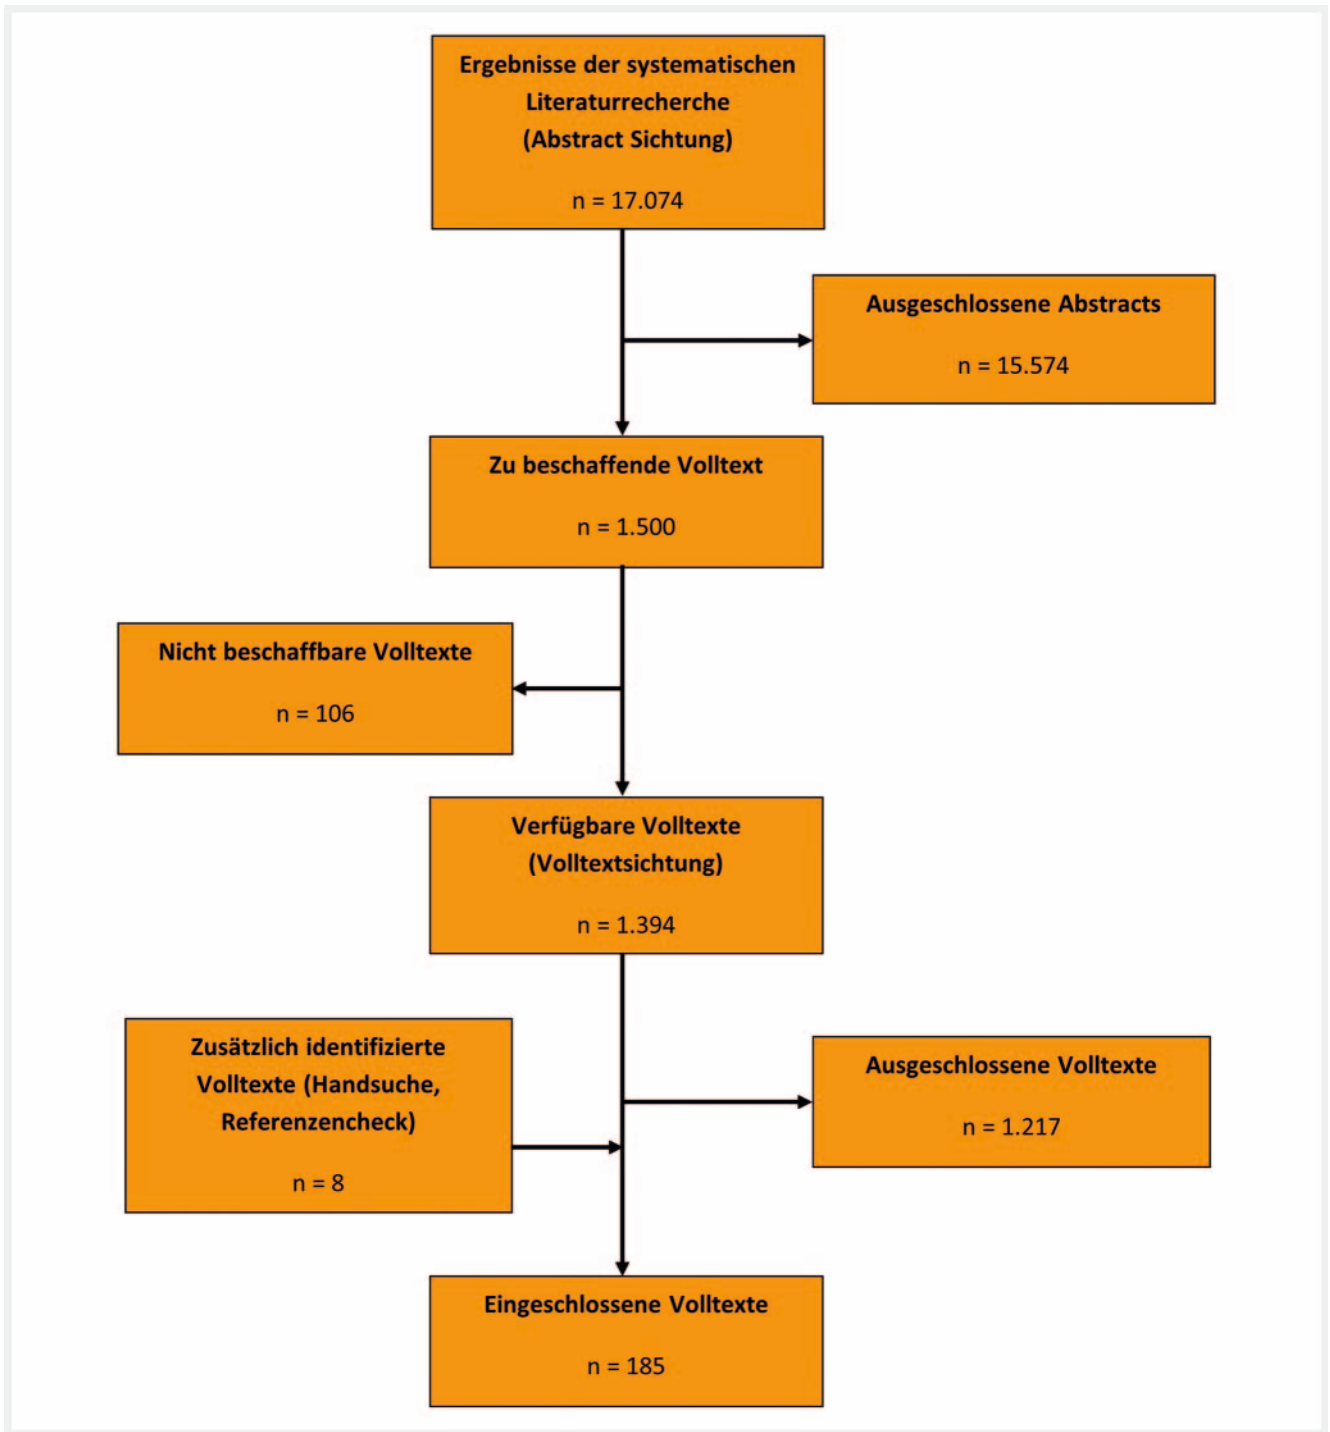 Ergebnisse der systematischen
Literaturrecherche
(Abstract Sichtung)
n = 17.074
Ausgeschlossene Abstracts
n = 15.574
Zu beschaffende Volltext
n = 1.500
Nicht beschaffbare Volltexte
n = 106
Verfügbare Volltexte
(Volltextsichtung)
n = 1.394
Zusätzlich identifizierte
Volltexte (Handsuche,
Referenzencheck)
n = 8
Ausgeschlossene Volltexte
n = 1.217
Eingeschlossene Volltexte
n = 185